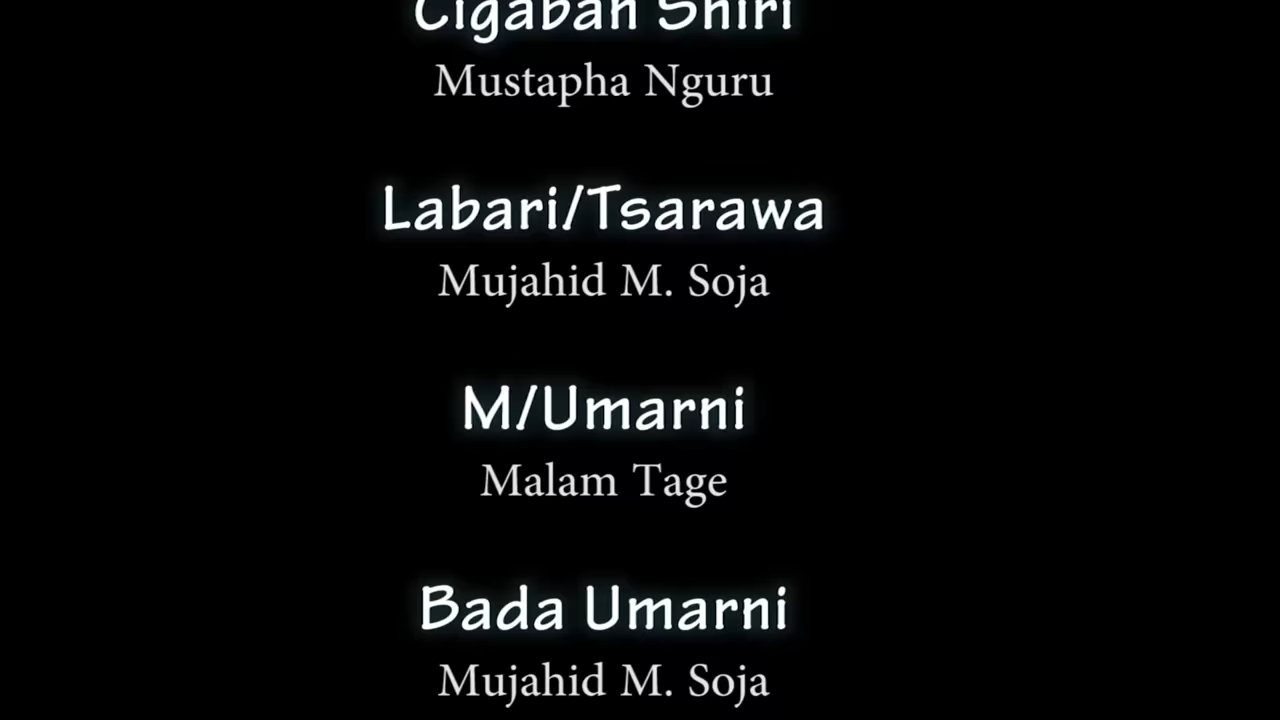 Cigaban Shiri
Mustapha Nguru
Labari/Tsarawa
Mujahid M. Soja
M/Umarni
Malam Tage
Bada Umarni
Mujahid M. Soja